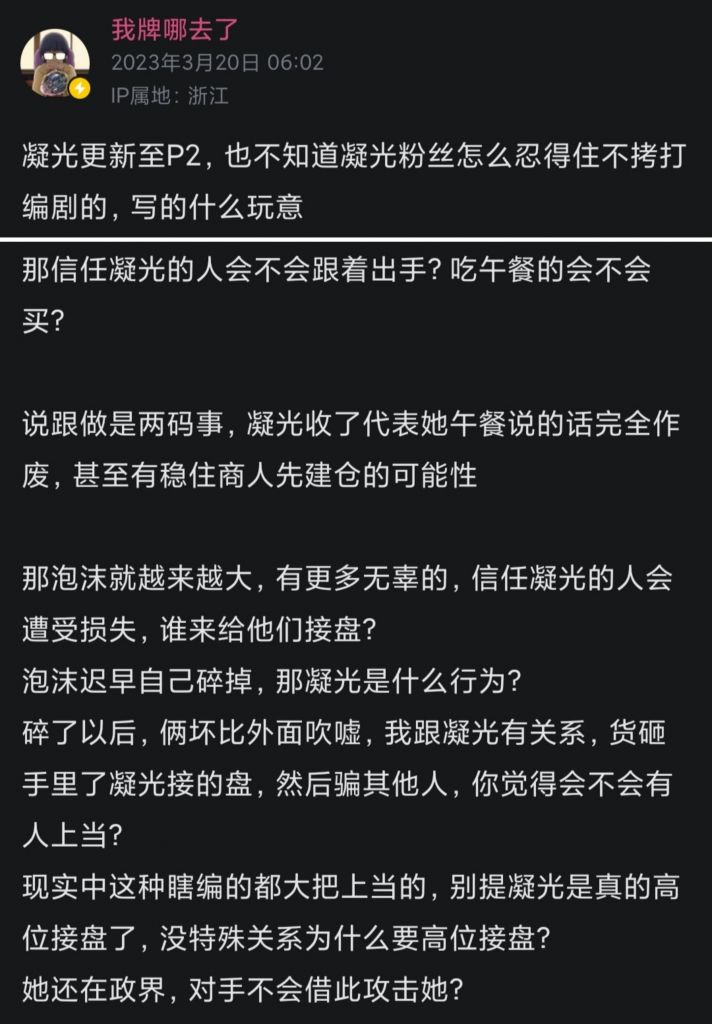 我牌哪去了
2023年3月20日 06:02
IP属地：浙江
凝光更新至P2，也不知道凝光粉丝怎么忍得住不拷打
编剧的，写的什么玩意
那信任凝光的人会不会跟着出手？吃午餐的会不会
买？
说跟做是两码事，凝光收了代表她午餐说的话完全作
废，甚至有稳住商人先建仓的可能性
那泡沫就越来越大，有更多无辜的，信任凝光的人会
遭受损失，谁来给他们接盘？
泡沫迟早自己碎掉，那凝光是什么行为？
碎了以后，俩坏比外面吹嘘，我跟凝光有关系，货砸
手里了凝光接的盘，然后骗其他人，你觉得会不会有
人上当？
现实中这种瞎编的都大把上当的，别提凝光是真的高
位接盘了，没特殊关系为什么要高位接盘？
她还在政界，对手不会借此攻击她？